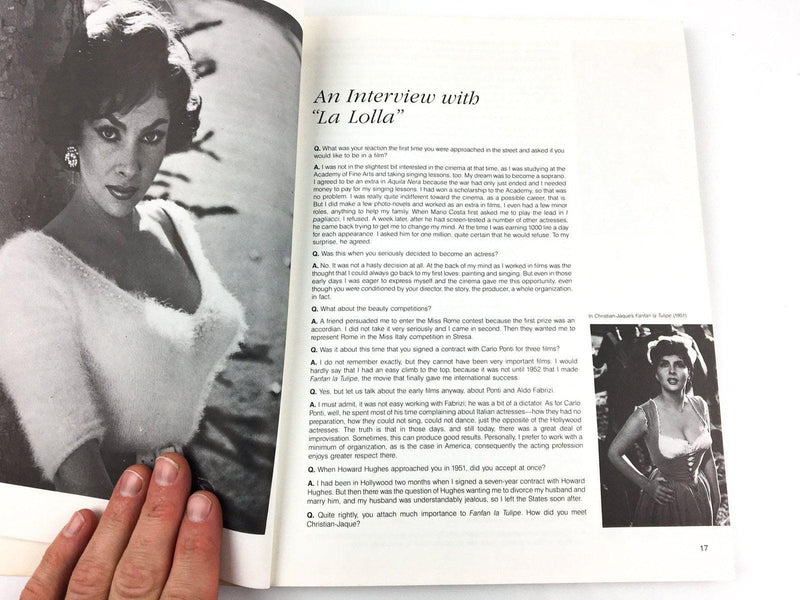 An Interview with
"La Lolla"
Q. What was your reaction the first time you were approached in the street and asked if you
would like to be in a film?
A. I was not in the slightest bit interested in the cinema at that time, as I was studying at the
Academy of Fine Arts and taking singing lessons, too. My dream was to become a soprano.
I agreed to be an extra in Aquila Nera because the war had only just ended and I needed
money to pay for my singing lessons. I had won a scholarship to the Academy, so that was
no problem. I was really quite indifferent toward the cinema, as a possible career, that is.
But I did make a few photo-novels and worked as an extra in films, I even had a few minor
roles, anything to help my family. When Mario Costa first asked me to play the lead in I
pagliacci, I refused. A week later, after he had screen-tested a number of other actresses,
he came back trying to get me to change my mind. At the time I was earning 1000 lire a day
for each appearance. I asked him for one million, quite certain that he would refuse. To my
surprise, he agreed.
Q. Was this when you seriously decided to become an actress?
A. No. It was not a hasty decision at all. At the back of my mind as I worked in films was the
thought that I could always go back to my first loves: painting and singing. But even in those
early days I was eager to express myself and the cinema gave me this opportunity, even
though you were conditioned by your director, the story, the producer, a whole organization,
in fact.
Q. What about the beauty competitions?
A. A friend persuaded me to enter the Miss Rome contest because the first prize was an
accordian. I did not take it very seriously and I came in second. Then they wanted me to
represent Rome in the Miss Italy competition in Stresa.
Q. Was it about this time that you signed a contract with Carlo Ponti for three films?
A. I do not remember exactly, but they cannot have been very important films. I would
hardly say that I had an easy climb to the top, because it was not until 1952 that I made
Fanfan la Tulipe, the movie that finally gave me international success.
Q. Yes, but let us talk about the early films anyway, about Ponti and Aldo Fabrizi.
A. I must admit, it was not easy working with Fabrizi; he was a bit of a dictator. As for Carlo
Ponti, well, he spent most of his time complaining about Italian actresses—how they had no
preparation, how they could not sing, could not dance, just the opposite of the Hollywood
actresses. The truth is that in those days, and still today, there was a great deal of
improvisation. Sometimes, this can produce good results. Personally, I prefer to work with a
minimum of organization, as is the case in America, consequently the acting profession
enjoys greater respect there.
Q. When Howard Hughes approached you in 1951, did you accept at once?
A. I had been in Hollywood two months when I signed a seven-year contract with Howard
Hughes. But then there was the question of Hughes wanting me to divorce my husband and
marry him, and my husband was understandably jealous, so I left the States soon after.
Q. Quite rightly, you attach much importance to Fanfan la Tulipe. How did you meet
Christian-Jaque?
In Christian-Jaque's Fanfan la Tulipe (1951)
17